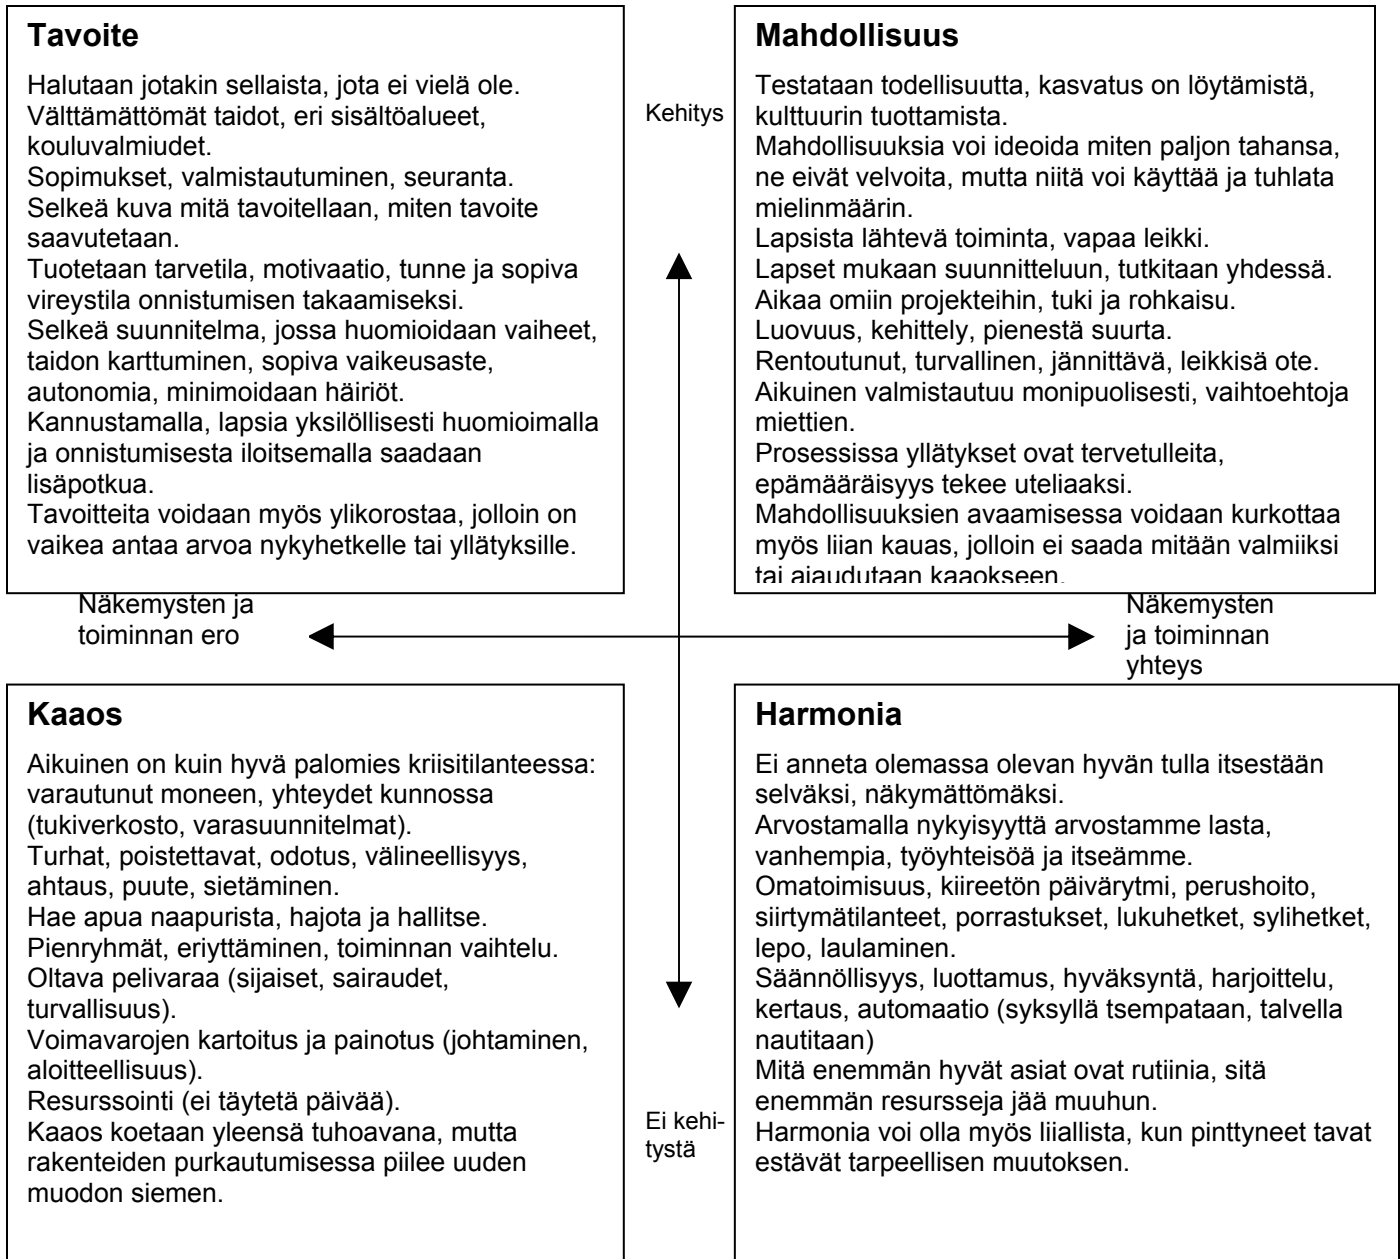 Tavoite
Halutaan jotakin sellaista, jota ei vielä ole.
Välttämättömät taidot, eri sisältöalueet,
kouluvalmiudet.
Sopimukset, valmistautuminen, seuranta.
Selkeä kuva mitä tavoitellaan, miten tavoite
saavutetaan.
Tuotetaan tarvetila, motivaatio, tunne ja sopiva
vireystila onnistumisen takaamiseksi.
Selkeä suunnitelma, jossa huomioidaan vaiheet,
taidon karttuminen, sopiva vaikeusaste,
autonomia, minimoidaan häiriöt.
Kannustamalla, lapsia yksilöllisesti huomioimalla
ja onnistumisesta iloitsemalla saadaan
lisäpotkua.
Tavoitteita voidaan myös ylikorostaa, jolloin on
vaikea antaa arvoa nykyhetkelle tai yllätyksille.
Kehitys
Mahdollisuus
Testataan todellisuutta, kasvatus on löytämistä,
kulttuurin tuottamista.
Mahdollisuuksia voi ideoida miten paljon tahansa,
ne eivät velvoita, mutta niitä voi käyttää ja tuhlata
mielinmäärin.
Lapsista lähtevä toiminta, vapaa leikki.
Lapset mukaan suunnitteluun, tutkitaan yhdessä.
Aikaa omiin projekteihin, tuki ja rohkaisu.
Luovuus, kehittely, pienestä suurta.
Rentoutunut, turvallinen, jännittävä, leikkisä ote.
Aikuinen valmistautuu monipuolisesti, vaihtoehtoja
miettien.
Prosessissa yllätykset ovat tervetulleita,
epämääräisyys tekee uteliaaksi.
Mahdollisuuksien avaamisessa voidaan kurkottaa
myös liian kauas, jolloin ei saada mitään valmiiksi
tai ajaudutaan kaaokseen.
Näkemysten ja
toiminnan ero
Näkemysten
ja toiminnan
yhteys
Kaaos
Aikuinen on kuin hyvä palomies kriisitilanteessa:
varautunut moneen, yhteydet kunnossa
(tukiverkosto, varasuunnitelmat).
Turhat, poistettavat, odotus, välineellisyys,
ahtaus, puute, sietäminen.
Hae apua naapurista, hajota ja hallitse.
Pienryhmät, eriyttäminen, toiminnan vaihtelu.
Oltava pelivaraa (sijaiset, sairaudet,
turvallisuus).
Voimavarojen kartoitus ja painotus (johtaminen,
aloitteellisuus).
Resurssointi (ei täytetä päivää).
Kaaos koetaan yleensä tuhoavana, mutta
rakenteiden purkautumisessa piilee uuden
muodon siemen.
Ei kehi-
tystä
Harmonia
Ei anneta olemassa olevan hyvän tulla itsestään
selväksi, näkymättömäksi.
Arvostamalla nykyisyyttä arvostamme lasta,
vanhempia, työyhteisöä ja itseämme.
Omatoimisuus, kiireetön päivärytmi, perushoito,
siirtymätilanteet, porrastukset, lukuhetket, sylihetket,
lepo, laulaminen.
Säännöllisyys, luottamus, hyväksyntä, harjoittelu,
kertaus, automaatio (syksyllä tsempataan, talvella
nautitaan)
Mitä enemmän hyvät asiat ovat rutiinia, sitä
enemmän resursseja jää muuhun.
Harmonia voi olla myös liiallista, kun pinttyneet tavat
estävät tarpeellisen muutoksen.